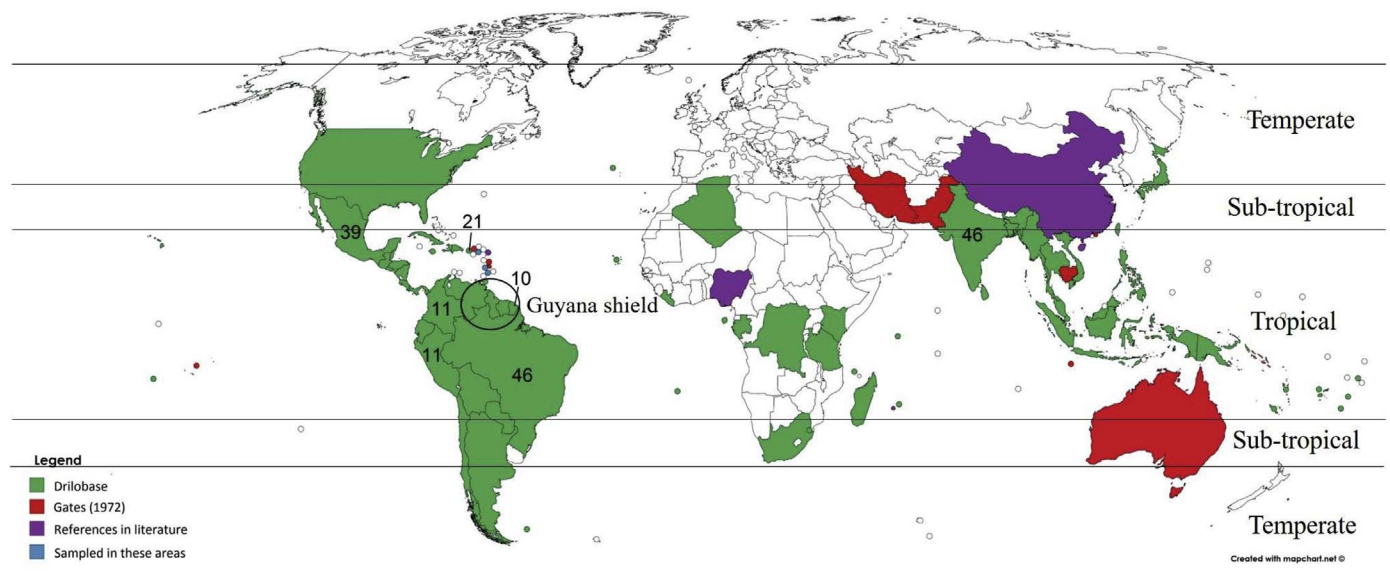 Temperate
Sub-tropical
21
39
46
10
Guyana shield
11
Tropical
11
46
Sub-tropical
Legend
Drilobase
Gates (1972)
References in literature
Temperate
Sampled in these areas
Created with mapchart.net ©